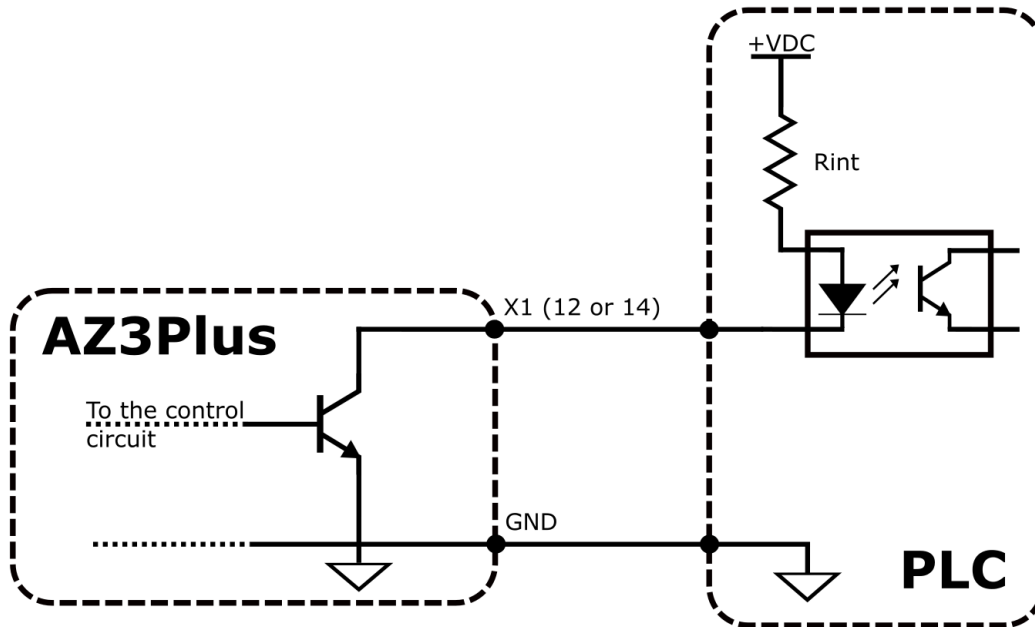 +VDC
Rint
X1 (12 or 14)
AZ3Plus
To the control
circuit
GND
PLC